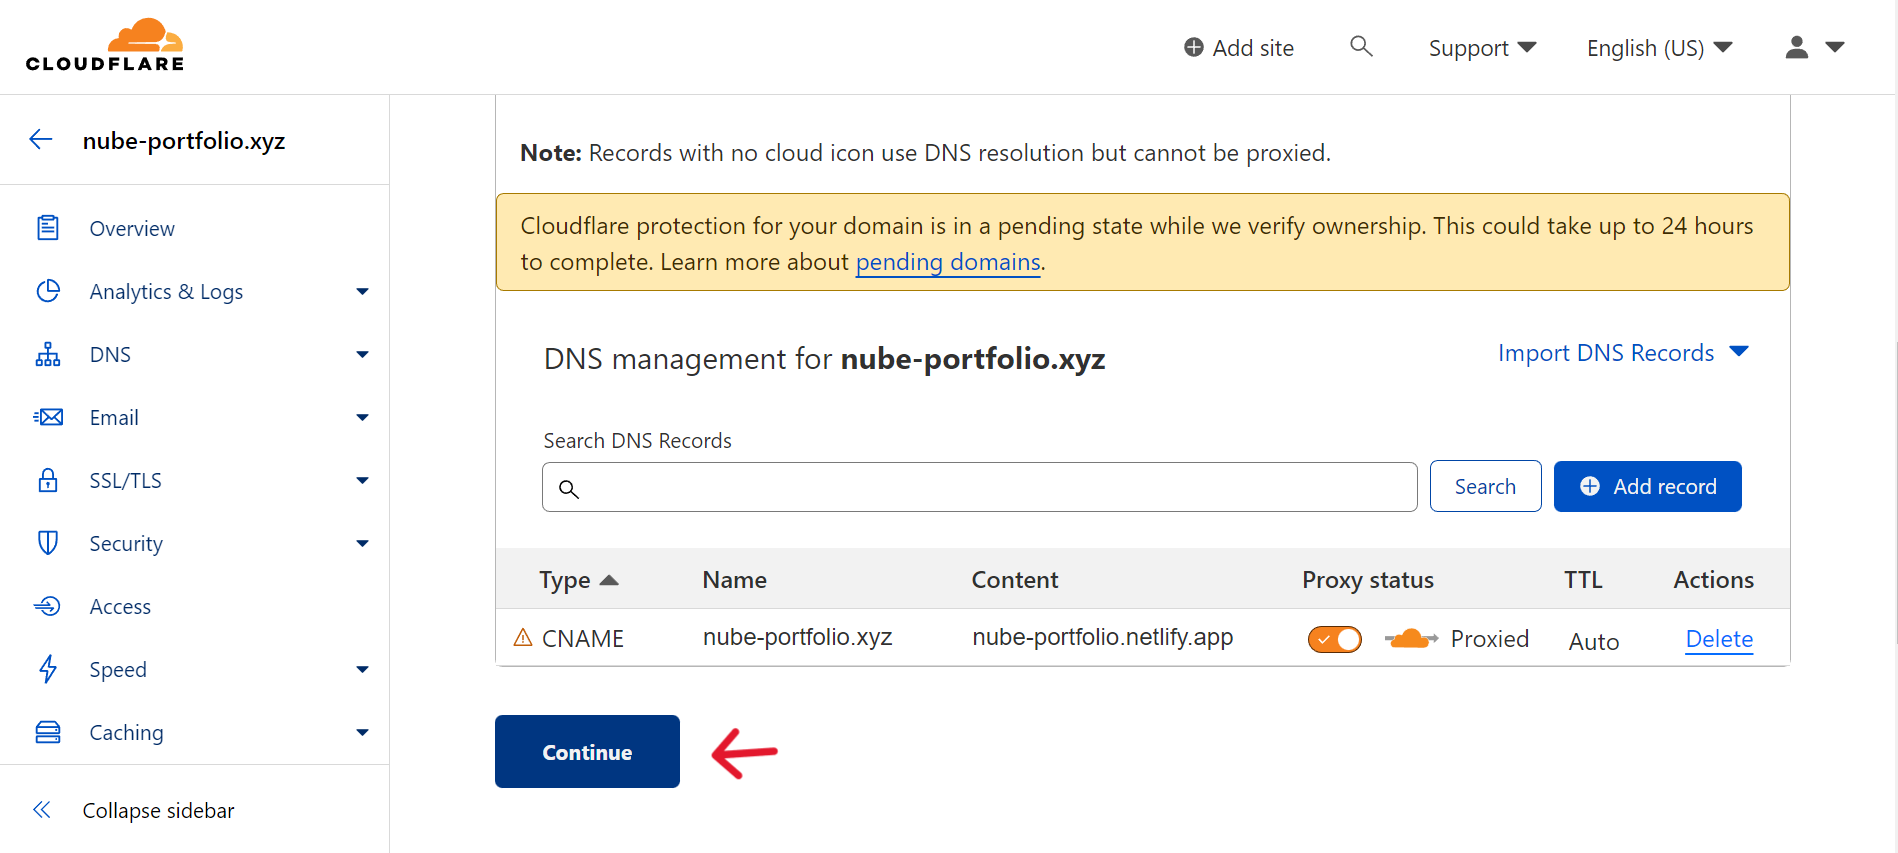 CLOUDFLARE
Add site
Support
English (US)
nube-portfolio.xyz
Overview
Analytics & Logs
DNS
Email
SSL/TLS
Security
Access
Speed
Caching
Collapse sidebar
Note: Records with no cloud icon use DNS resolution but cannot be proxied.
Cloudflare protection for your domain is in a pending state while we verify ownership. This could take up to 24 hours
to complete. Learn more about pending domains.
DNS management for nube-portfolio.xyz
Import DNS Records
Search DNS Records
Search
Add record
Type Name Content Proxy status TTL Actions
CNAME nube-portfolio.xyz nube-portfolio.netlify.app Proxied Auto Delete
Continue